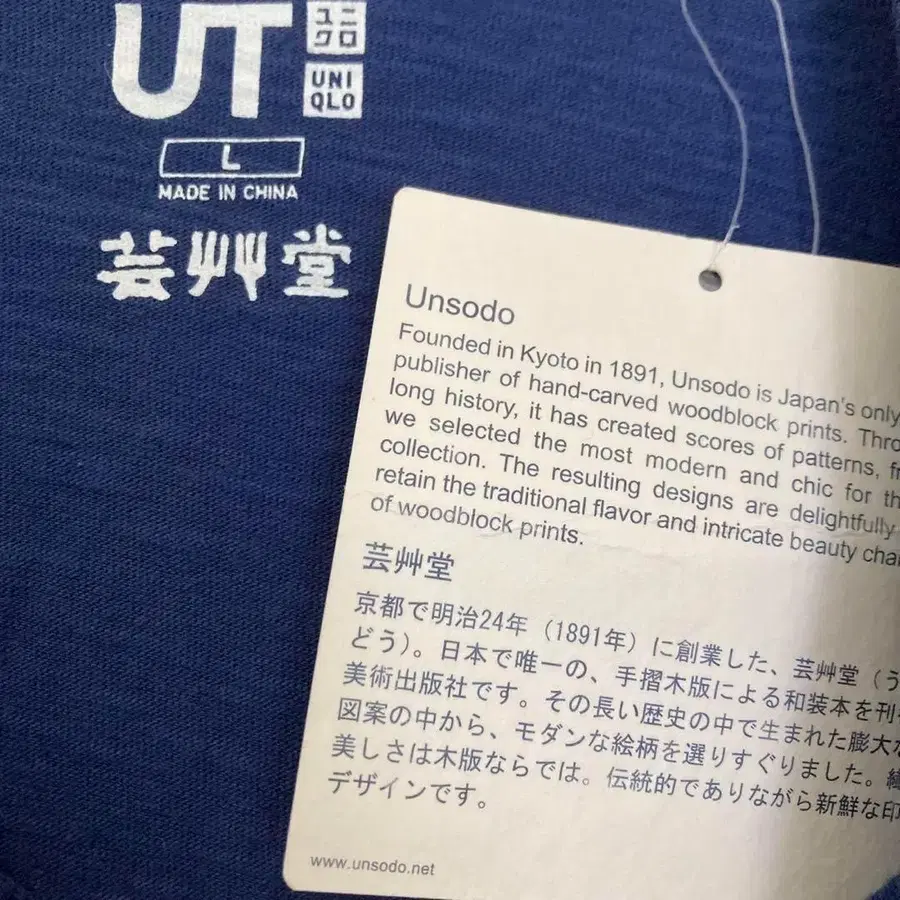 UT
ユニ
クロ
UNI
QLO
L
MADE IN CHINA
芸艸堂
Unsodo
Founded in Kyoto in 1891, Unsodo is Japan's only
publisher of hand-carved woodblock prints. Thro
long history, it has created scores of patterns, fr
we selected the most modern and chic for th
collection. The resulting designs are delightfully
retain the traditional flavor and intricate beauty cha
of woodblock prints.
芸艸堂
京都で明治24年（1891年）に創業した、芸艸堂（う
どう）。日本で唯一の、手摺木版による和装本を刊
美術出版社です。その長い歴史の中で生まれた膨大な
図案の中から、モダンな絵柄を選りすぐりました。繊
美しさは木版ならでは。伝統的でありながら新鮮な印
デザインです。
www.unsodo.net